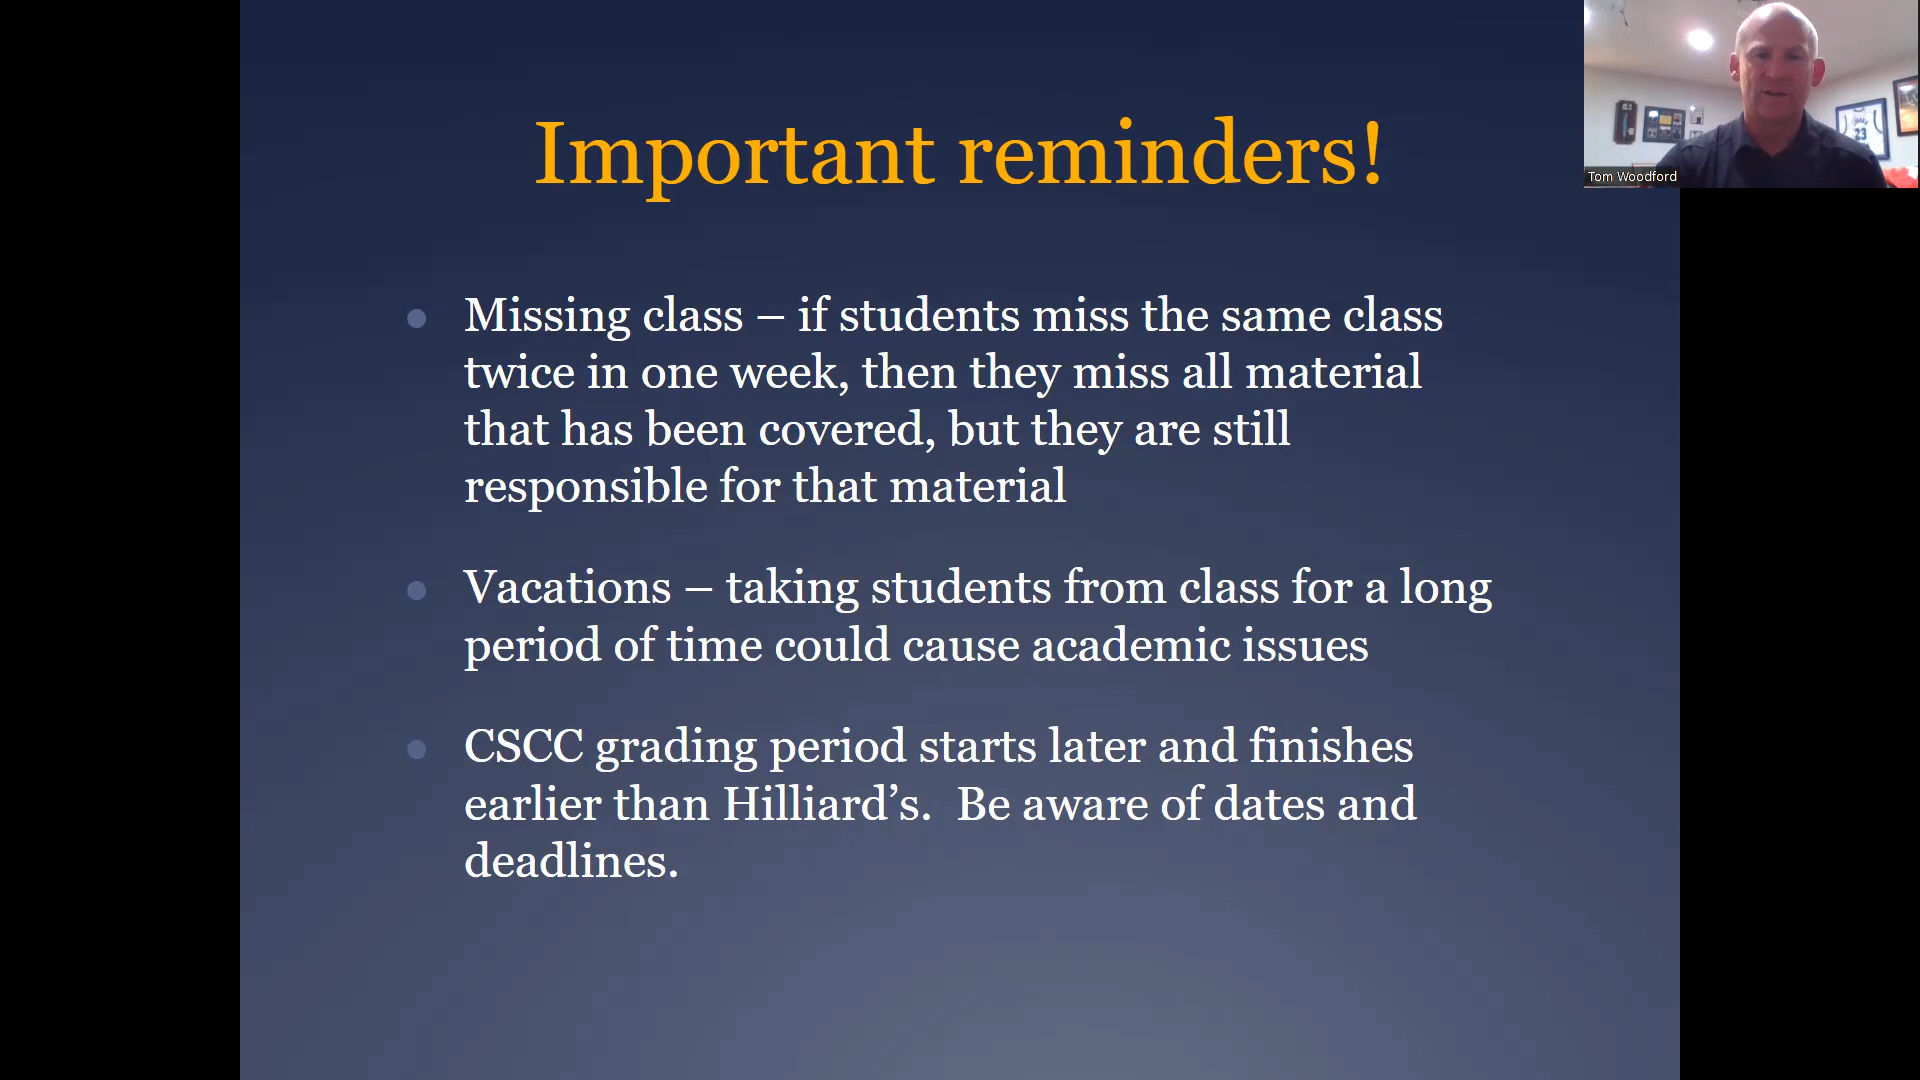 Important reminders!
Missing class – if students miss the same class
twice in one week, then they miss all material
that has been covered, but they are still
responsible for that material
Vacations – taking students from class for a long
period of time could cause academic issues
CSCC grading period starts later and finishes
earlier than Hilliard’s.  Be aware of dates and
deadlines.
23
Tom Woodford